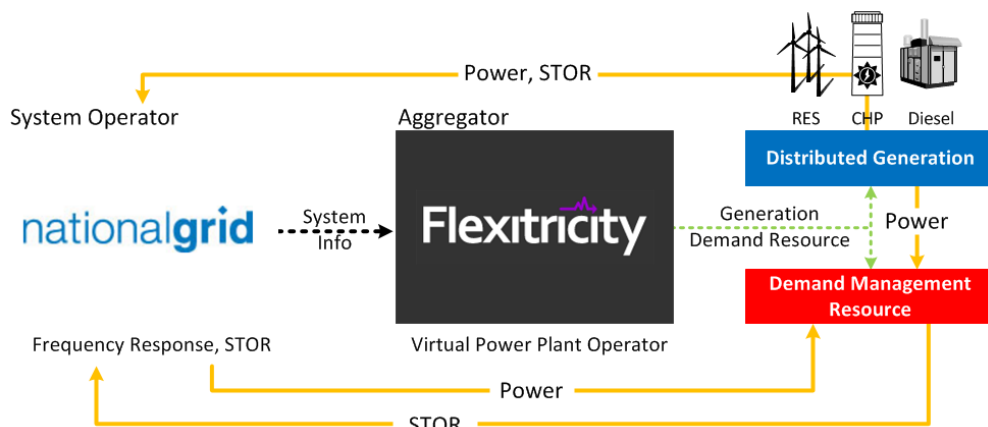 Power, STOR
System Operator
Aggregator
RES
CHP
Diesel
Distributed Generation
nationalgrid
System
Info
Flexitricity
Generation
Demand Resource
Power
Demand Management
Resource
Frequency Response, STOR
Virtual Power Plant Operator
Power
STOR